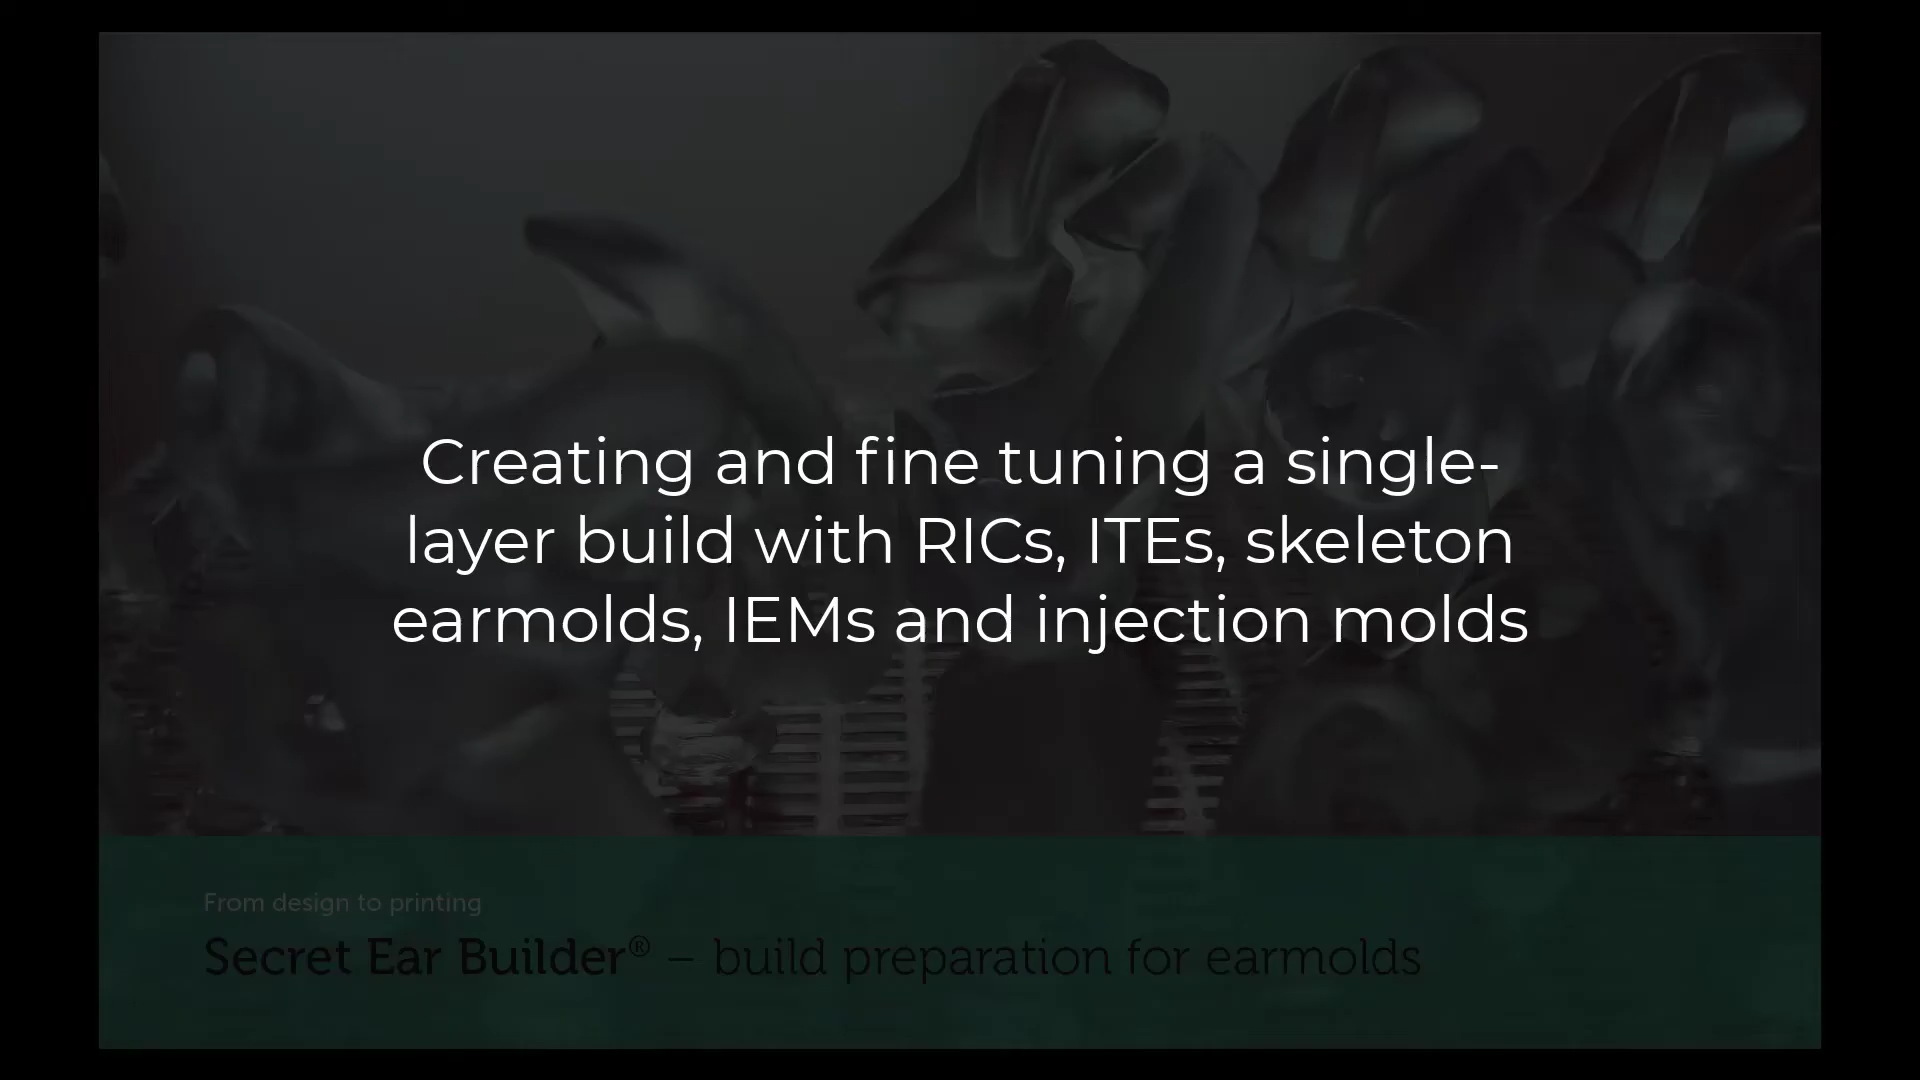 Creating and fine tuning a single-
layer build with RICs, ITEs, skeleton
earmolds, IEMs and injection molds
From design to printing
Secret Ear Builder® – build preparation for earmolds